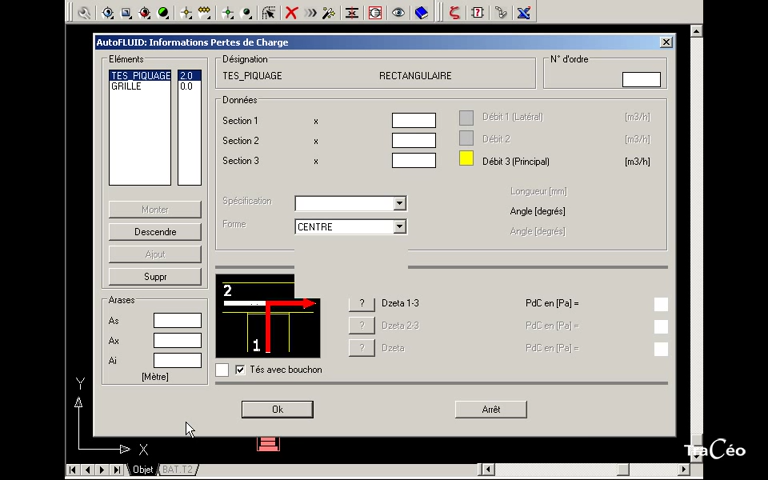 AutoFLUID: Informations Pertes de Charge
Eléments
TES_PIQUAGE 2.0
GRILLE 0.0
Monter
Descendre
Ajout
Suppr
Arases
As
Ax
Ai
[Mètre]
Désignation
TES_PIQUAGE RECTANGULAIRE
N° d'ordre
Données
Section 1 x
Section 2 x
Section 3 x
Débit 1 (Latéral) [m3/h]
Débit 2 [m3/h]
Débit 3 (Principal) [m3/h]
Spécification
Forme CENTRE
Longueur [mm]
Angle [degrés]
Angle [degrés]
2
1
? Dzeta 1-3 PdC en [Pa] =
? Dzeta 2-3 PdC en [Pa] =
? Dzeta PdC en [Pa] =
Tés avec bouchon
Ok
Arrêt
Y
X
Objet BAT.T2
TraCéo